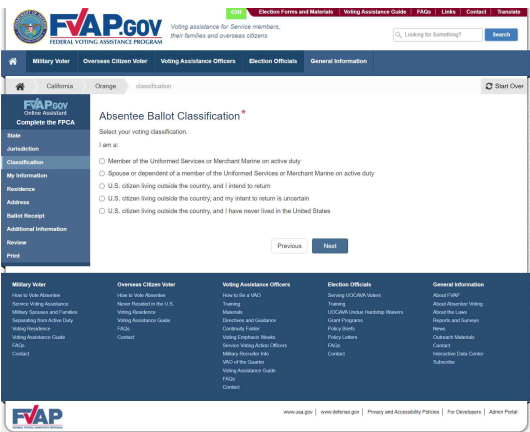 CUI Election Forms and Materials | Voting Assistance Guide | FAQs | Links | Contact | Translate
FVAP.GOV
FEDERAL VOTING ASSISTANCE PROGRAM
Voting assistance for Service members,
their families and overseas citizens
Looking for Something?
Search
Military Voter Overseas Citizen Voter Voting Assistance Officers Election Officials General Information
California Orange classification
Start Over
FVAP.GOV
Online Assistant
Complete the FPCA
State
Jurisdiction
Classification
My Information
Residence
Address
Ballot Receipt
Additional Information
Review
Print
Absentee Ballot Classification*
Select your voting classification.
I am a:
Member of the Uniformed Services or Merchant Marine on active duty
Spouse or dependent of a member of the Uniformed Services or Merchant Marine on active duty
U.S. citizen living outside the country, and I intend to return
U.S. citizen living outside the country, and my intent to return is uncertain
U.S. citizen living outside the country, and I have never lived in the United States
Previous Next
Military Voter
How to Vote Absentee
Service Voting Assistance
Military Spouses and Families
Separating from Active Duty
Voting Residence
Voting Assistance Guide
FAQs
Contact
Overseas Citizen Voter
How to Vote Absentee
Never Resided in the U.S.
Voting Residence
Voting Assistance Guide
FAQs
Contact
Voting Assistance Officers
How to Be a VAO
Training
Materials
Directives and Guidance
Continuity Folder
Voting Emphasis Weeks
Service Voting Action Officers
Military Recruiter Info
VAO of the Quarter
Voting Assistance Guide
FAQs
Contact
Election Officials
Serving UOCAVA Voters
Training
UOCAVA Undue Hardship Waivers
Grant Programs
Policy Briefs
Policy Letters
FAQs
Contact
General Information
About FVAP
About Absentee Voting
About the Laws
Reports and Surveys
News
Outreach Materials
Contact
Interactive Data Center
Subscribe
FVAP
FEDERAL VOTING ASSISTANCE PROGRAM
www.usa.gov | www.defense.gov | Privacy and Accessibility Policies | For Developers | Admin Portal